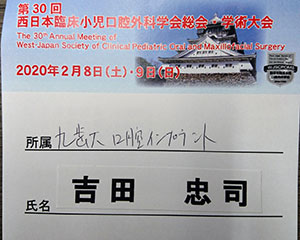 第30回
西日本臨床小児口腔外科学会総会・学術大会
The 30th Annual Meeting of
West Japan Society of Clinical Pediatric Oral and Maxillofacial Surgery
2020年2月8日(土)・9日(日)
所属 九歯大 口腔インプラント
吉田 忠司
氏名